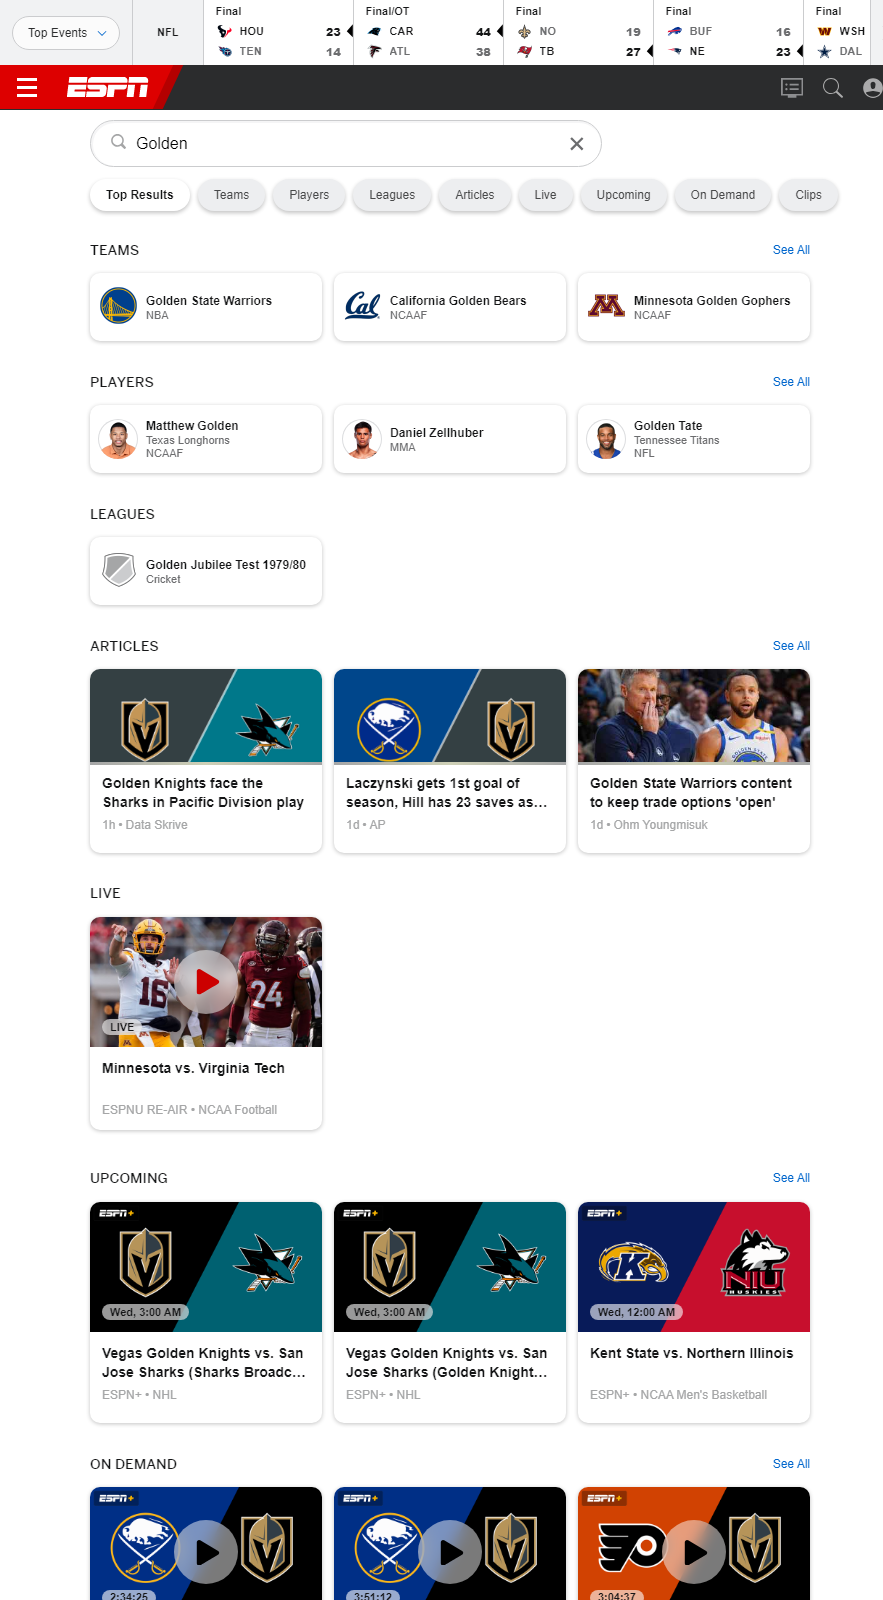 Top Events
NFL
Final
HOU 23
TEN 14
Final/OT
CAR 44
ATL 38
Final
NO 19
TB 27
Final
BUF 16
NE 23
Final
WSH
DAL
ESPN
Golden
Top Results
Teams
Players
Leagues
Articles
Live
Upcoming
On Demand
Clips
TEAMS
See All
Golden State Warriors
NBA
Cal
California Golden Bears
NCAAF
M
Minnesota Golden Gophers
NCAAF
PLAYERS
See All
Matthew Golden
Texas Longhorns
NCAAF
Daniel Zellhuber
MMA
Golden Tate
Tennessee Titans
NFL
LEAGUES
Golden Jubilee Test 1979/80
Cricket
ARTICLES
See All
Golden Knights face the
Sharks in Pacific Division play
1h • Data Skrive
Laczynski gets 1st goal of
season, Hill has 23 saves as...
1d • AP
Golden State Warriors content
to keep trade options 'open'
1d • Ohm Youngmisuk
LIVE
16
24
LIVE
Minnesota vs. Virginia Tech
ESPNU RE-AIR • NCAA Football
UPCOMING
See All
ESPN+
Wed, 3:00 AM
Vegas Golden Knights vs. San
Jose Sharks (Sharks Broadc...
ESPN+ • NHL
ESPN+
Wed, 3:00 AM
Vegas Golden Knights vs. San
Jose Sharks (Golden Knight...
ESPN+ • NHL
ESPN+
K
NIU
HUSKIES
Wed, 12:00 AM
Kent State vs. Northern Illinois
ESPN+ • NCAA Men's Basketball
ON DEMAND
See All
ESPN+
2:34:25
ESPN+
3:51:12
ESPN+
3:04:37